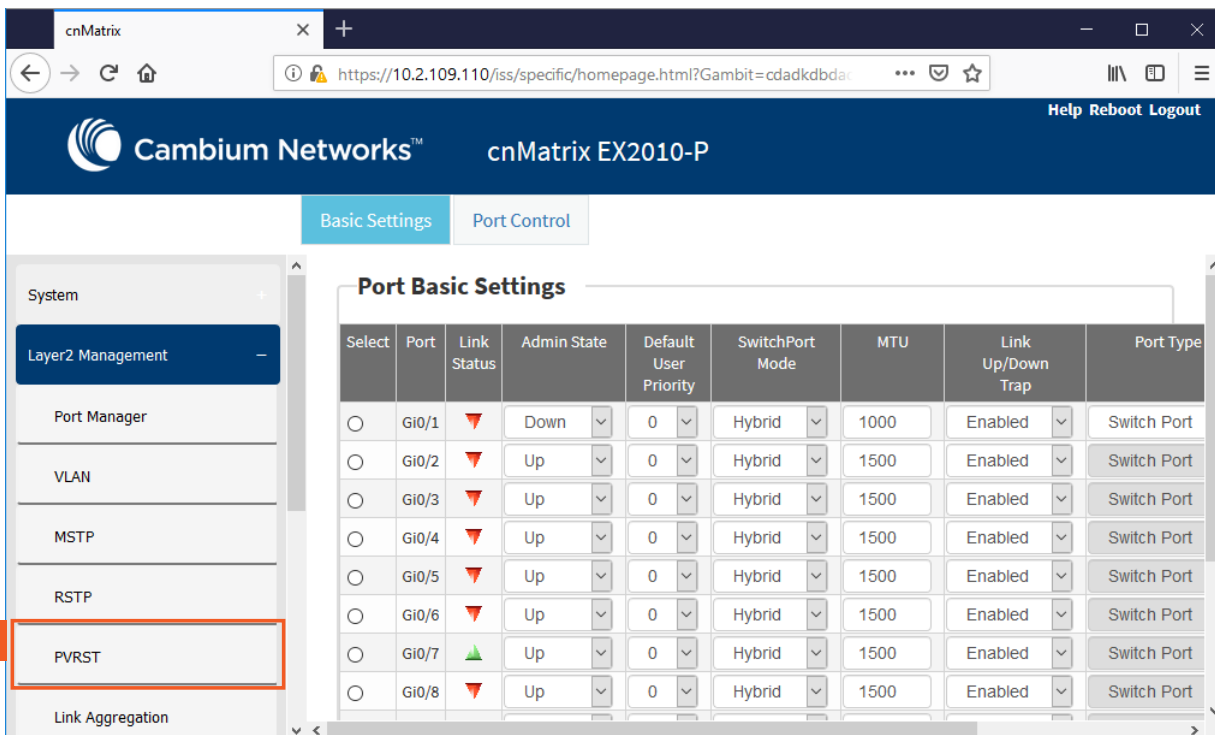 cnMatrix
https://10.2.109.110/iss/specific/homepage.html?Gambit=cdadkdbdac
Help Reboot Logout
Cambium Networks™ cnMatrix EX2010-P
Basic Settings Port Control
System +
Layer2 Management –
Port Manager
VLAN
MSTP
RSTP
PVRST
Link Aggregation
Port Basic Settings
Select Port Link Status Admin State Default User Priority SwitchPort Mode MTU Link Up/Down Trap Port Type
Gi0/1 Down 0 Hybrid 1000 Enabled Switch Port
Gi0/2 Up 0 Hybrid 1500 Enabled Switch Port
Gi0/3 Up 0 Hybrid 1500 Enabled Switch Port
Gi0/4 Up 0 Hybrid 1500 Enabled Switch Port
Gi0/5 Up 0 Hybrid 1500 Enabled Switch Port
Gi0/6 Up 0 Hybrid 1500 Enabled Switch Port
Gi0/7 Up 0 Hybrid 1500 Enabled Switch Port
Gi0/8 Up 0 Hybrid 1500 Enabled Switch Port